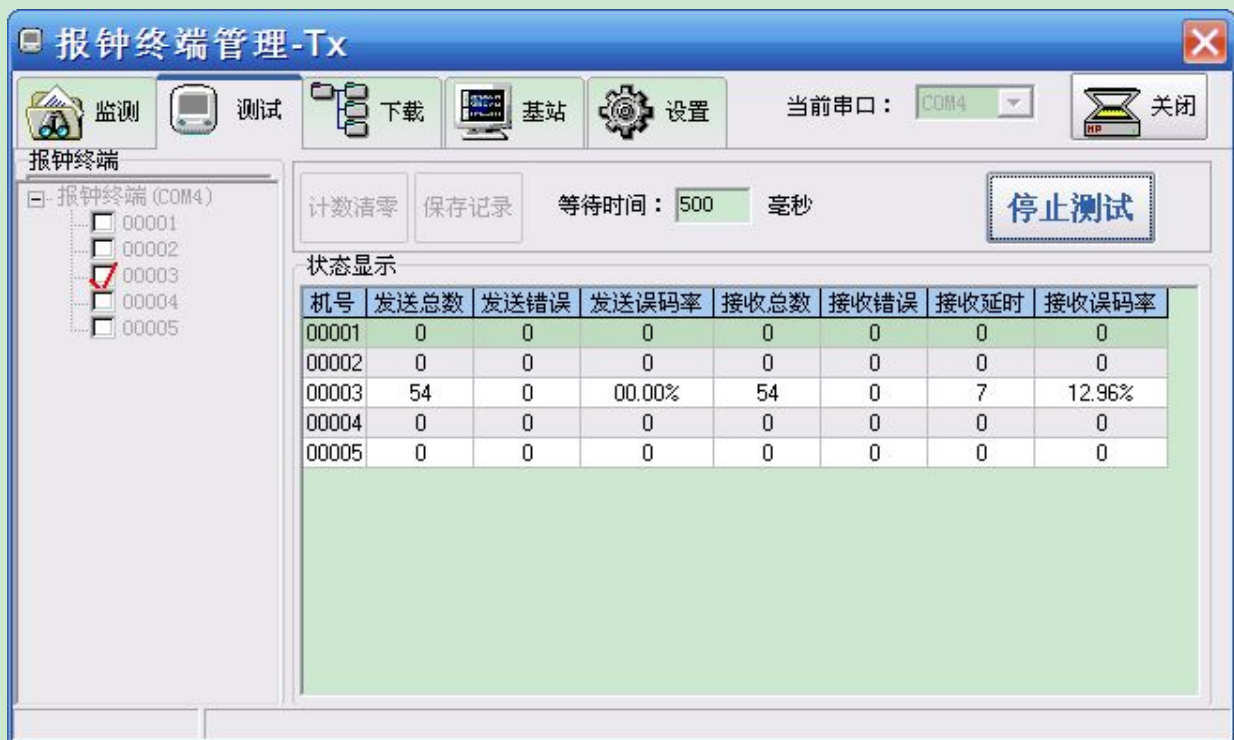 报钟终端管理-Tx
监测 测试 下载 基站 设置 当前串口： COM4 HP 关闭
报钟终端
报钟终端(COM4)
00001
00002
00003
00004
00005
计数清零 保存记录 等待时间： 500 毫秒 停止测试
状态显示
机号 发送总数 发送错误 发送误码率 接收总数 接收错误 接收延时 接收误码率
00001 0 0 0 0 0 0 0
00002 0 0 0 0 0 0 0
00003 54 0 00.00% 54 0 7 12.96%
00004 0 0 0 0 0 0 0
00005 0 0 0 0 0 0 0